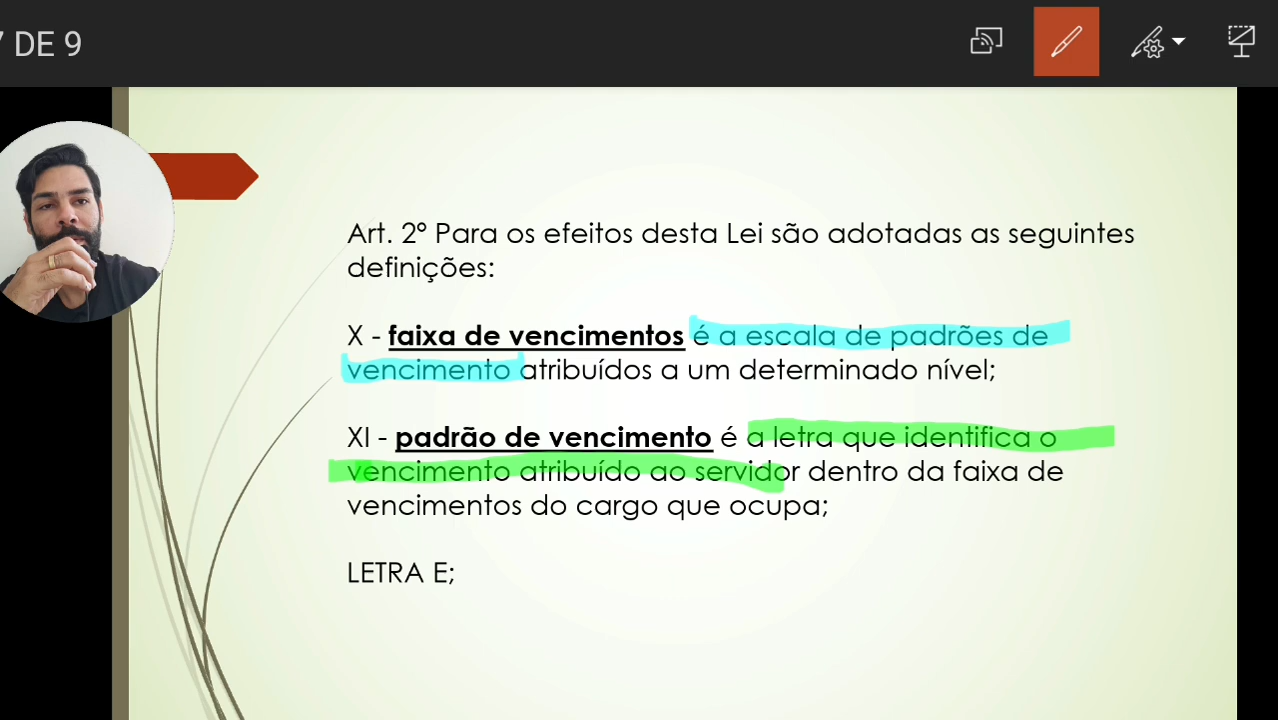 DE 9
Art. 2º Para os efeitos desta Lei são adotadas as seguintes
definições:
X - faixa de vencimentos é a escala de padrões de
vencimento atribuídos a um determinado nível;
XI - padrão de vencimento é a letra que identifica o
vencimento atribuído ao servidor dentro da faixa de
vencimentos do cargo que ocupa;
LETRA E;